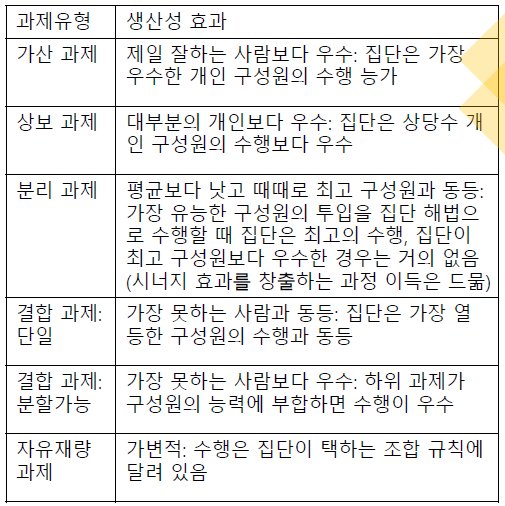 과제유형
생산성 효과
가산 과제
제일 잘하는 사람보다 우수: 집단은 가장
우수한 개인 구성원의 수행 능가
상보 과제
대부분의 개인보다 우수: 집단은 상당수 개
인 구성원의 수행보다 우수
분리 과제
평균보다 낫고 때때로 최고 구성원과 동등:
가장 유능한 구성원의 투입을 집단 해법으
로 수행할 때 집단은 최고의 수행, 집단이
최고 구성원보다 우수한 경우는 거의 없음
(시너지 효과를 창출하는 과정 이득은 드묾)
결합 과제:
단일
가장 못하는 사람과 동등: 집단은 가장 열
등한 구성원의 수행과 동등
결합 과제:
분할가능
가장 못하는 사람보다 우수: 하위 과제가
구성원의 능력에 부합하면 수행이 우수
자유재량
과제
가변적: 수행은 집단이 택하는 조합 규칙에
달려 있음